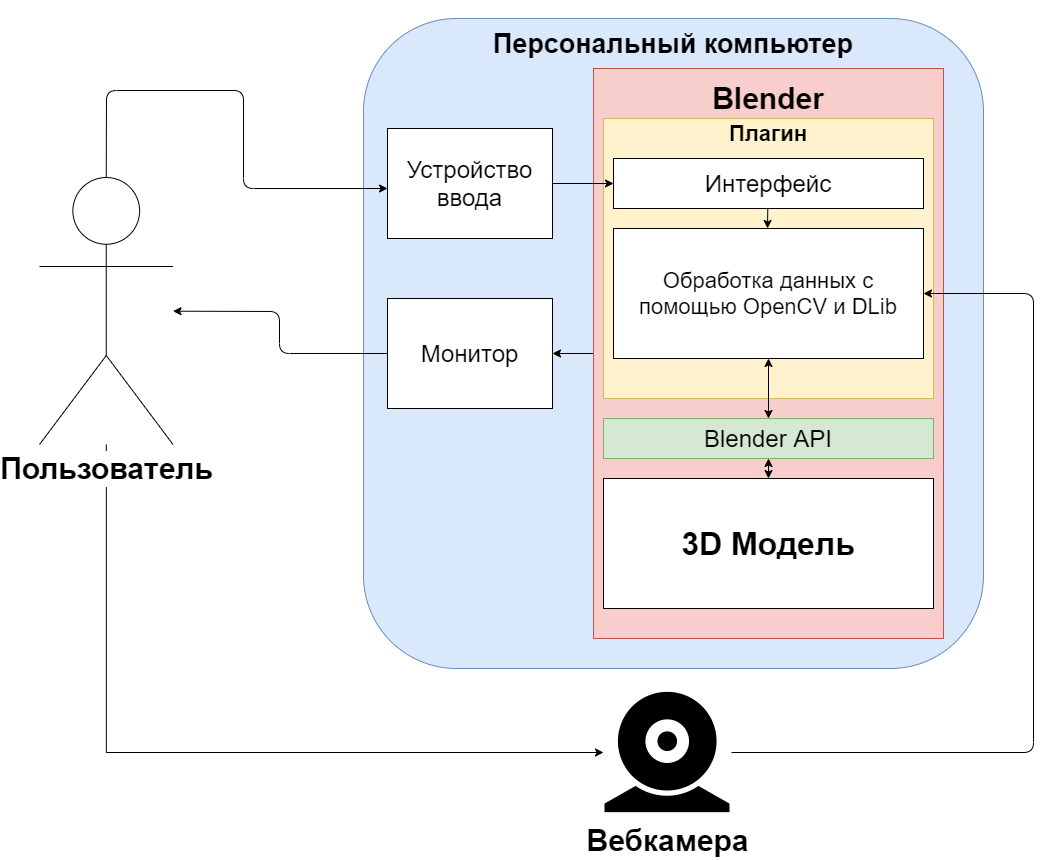 Персональный компьютер
Blender
Плагин
Устройство
ввода
Интерфейс
Обработка данных с
помощью OpenCV и DLib
Монитор
Blender API
Пользователь
3D Модель
Вебкамера